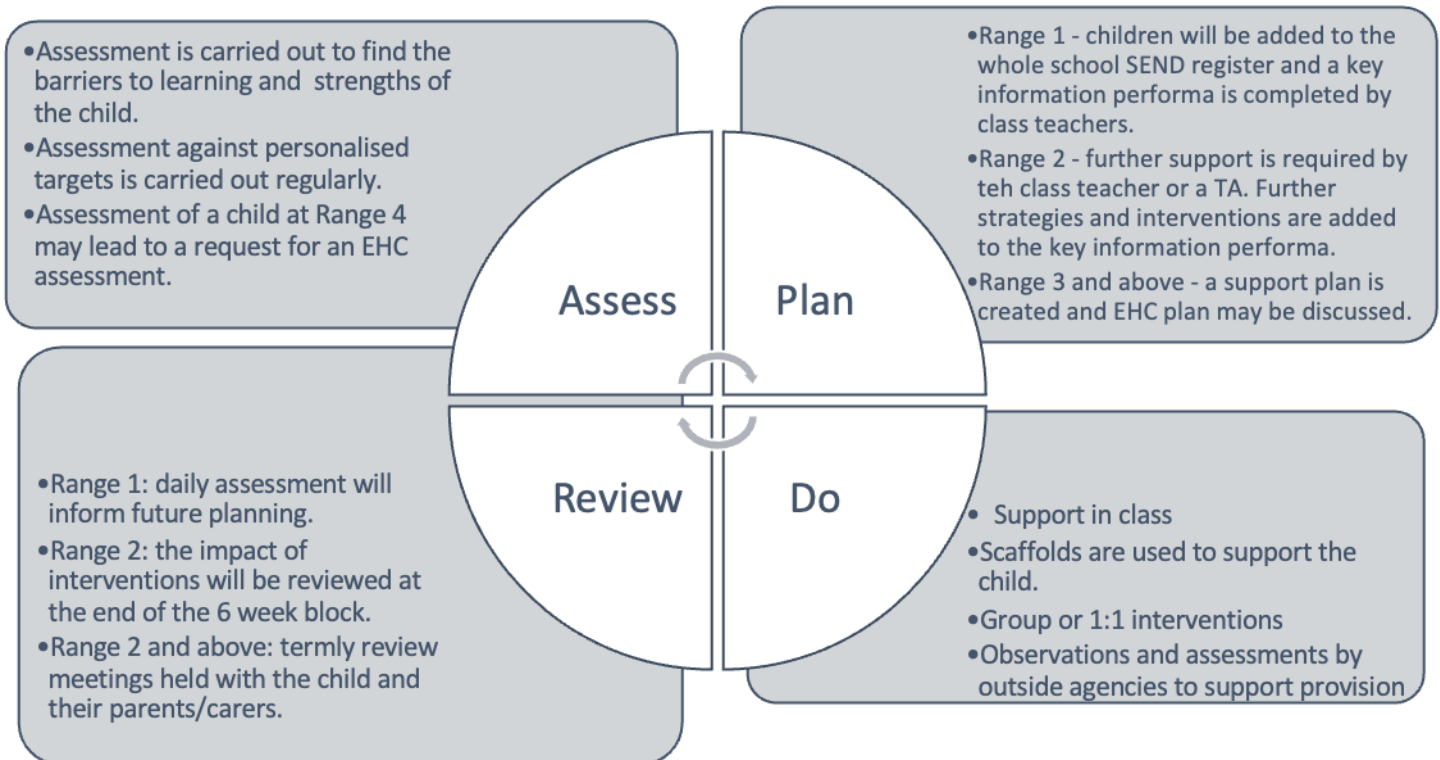 •Assessment is carried out to find the
barriers to learning and  strengths of
the child.
•Assessment against personalised
targets is carried out regularly.
•Assessment of a child at Range 4
may lead to a request for an EHC
assessment.
•Range 1 - children will be added to the
whole school SEND register and a key
information performa is completed by
class teachers.
•Range 2 - further support is required by
teh class teacher or a TA. Further
strategies and interventions are added
to the key information performa.
•Range 3 and above - a support plan is
created and EHC plan may be discussed.
Assess
Plan
Review
Do
•Range 1: daily assessment will
inform future planning.
•Range 2: the impact of
interventions will be reviewed at
the end of the 6 week block.
•Range 2 and above: termly review
meetings held with the child and
their parents/carers.
•  Support in class
•Scaffolds are used to support the
child.
•Group or 1:1 interventions
•Observations and assessments by
outside agencies to support provision